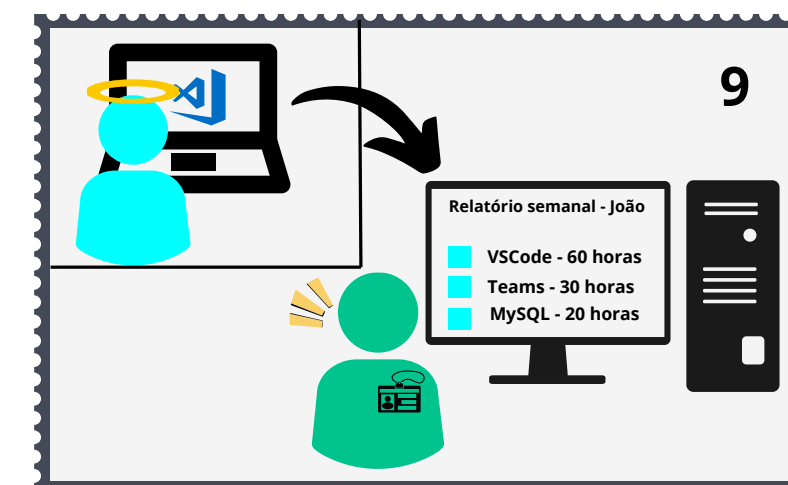 9
Relatório semanal - João
VSCode - 60 horas
Teams - 30 horas
MySQL - 20 horas